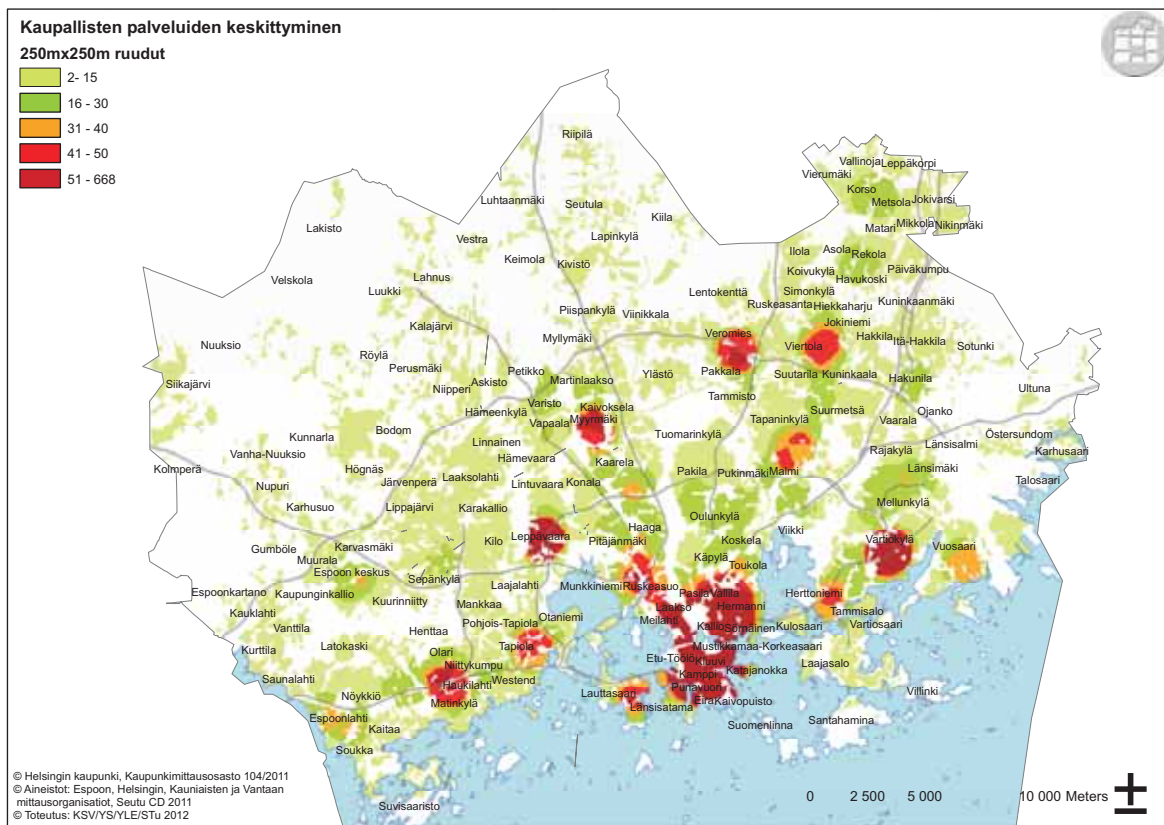 Kaupallisten palveluiden keskittyminen
250mx250m ruudut
2- 15
16 - 30
31 - 40
41 - 50
51 - 668
Riipilä
Vallinoja
Leppäkorpi
Vierumäki
Korso
Metsola
Jokivarsi
Luhtaanmäki
Seutula
Kiila
Matari
Mikkola
Nikinmäki
Lakisto
Vestra
Lapinkylä
Ilola
Asola
Rekola
Keimola
Kivistö
Koivukylä
Havukoski
Päiväkumpu
Velskola
Lahnus
Luukki
Lentokenttä
Simonkylä
Ruskeasanta
Hiekkaharju
Kuninkaanmäki
Piispankylä
Viinikkala
Jokiniemi
Kalajärvi
Myllymäki
Veromies
Hakkila
Itä-Hakkila
Nuuksio
Röylä
Viertola
Sotunki
Perusmäki
Petikko
Ylästö
Pakkala
Suutarila
Kuninkaala
Siikajärvi
Niipperi
Askisto
Martinlaakso
Hakunila
Ultuna
Tammisto
Hämeenkylä
Varisto
Kaivoksela
Suurmetsä
Ojanko
Vapaala
Myyrmäki
Tapaninkylä
Vaarala
Kunnarla
Bodom
Linnainen
Tuomarinkylä
Östersundom
Vanha-Nuuksio
Hämevaara
Rajakylä
Länsisalmi
Karhusaari
Kolmperä
Högnäs
Kaarela
Länsimäki
Nupuri
Järvenperä
Laaksolahti
Lintuvaara
Konala
Pakila
Pukinmäki
Malmi
Talosaari
Karhusuo
Lippajärvi
Karakallio
Mellunkylä
Oulunkylä
Haaga
Viikki
Gumböle
Karvasmäki
Kilo
Leppävaara
Pitäjänmäki
Koskela
Vartiokylä
Vuosaari
Muurala
Käpylä
Espoon keskus
Sepänkylä
Laajalahti
Toukola
Espoonkartano
Kaupunginkallio
Munkkiniemi
Ruskeasuo
Pasila
Vallila
Herttoniemi
Kuurinniitty
Mankkaa
Laakso
Hermanni
Tammisalo
Kauklahti
Otaniemi
Meilahti
Vanttila
Henttaa
Pohjois-Tapiola
Kallio
Sörnäinen
Kulosaari
Vartiosaari
Kurttila
Latokaski
Olari
Tapiola
Mustikkamaa-Korkeasaari
Niittykumpu
Etu-Töölö
Kluuvi
Laajasalo
Saunalahti
Haukilahti
Westend
Kamppi
Katajanokka
Nöykkiö
Lauttasaari
Punavuori
Villinki
Matinkylä
Länsisatama
Eira
Kaivopuisto
Espoonlahti
Kaitaa
Suomenlinna
Santahamina
Soukka
Suvisaaristo
© Helsingin kaupunki, Kaupunkimittausosasto 104/2011
© Aineistot: Espoon, Helsingin, Kauniaisten ja Vantaan
mittausorganisatiot, Seutu CD 2011
© Toteutus: KSV/YS/YLE/STu 2012
0 2 500 5 000 10 000 Meters